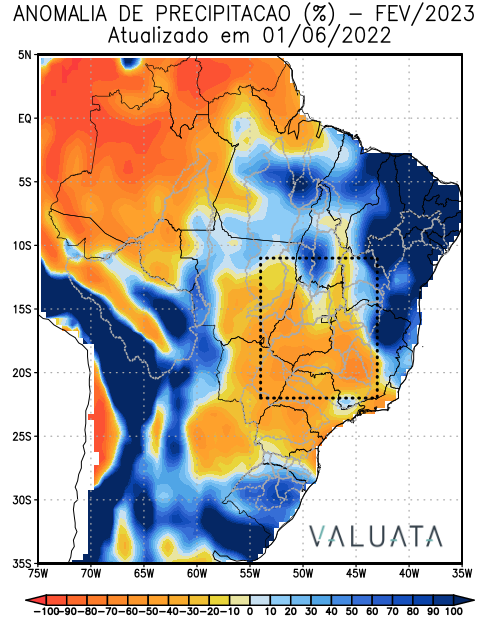 ANOMALIA DE PRECIPITACAO (%) – FEV/2023
Atualizado em 01/06/2022
5N
EQ
5S
10S
15S
20S
25S
30S
35S
VALUATA
75W 70W 65W 60W 55W 50W 45W 40W 35W
−100 −90 −80 −70 −60 −50 −40 −30 −20 −10 0 10 20 30 40 50 60 70 80 90 100